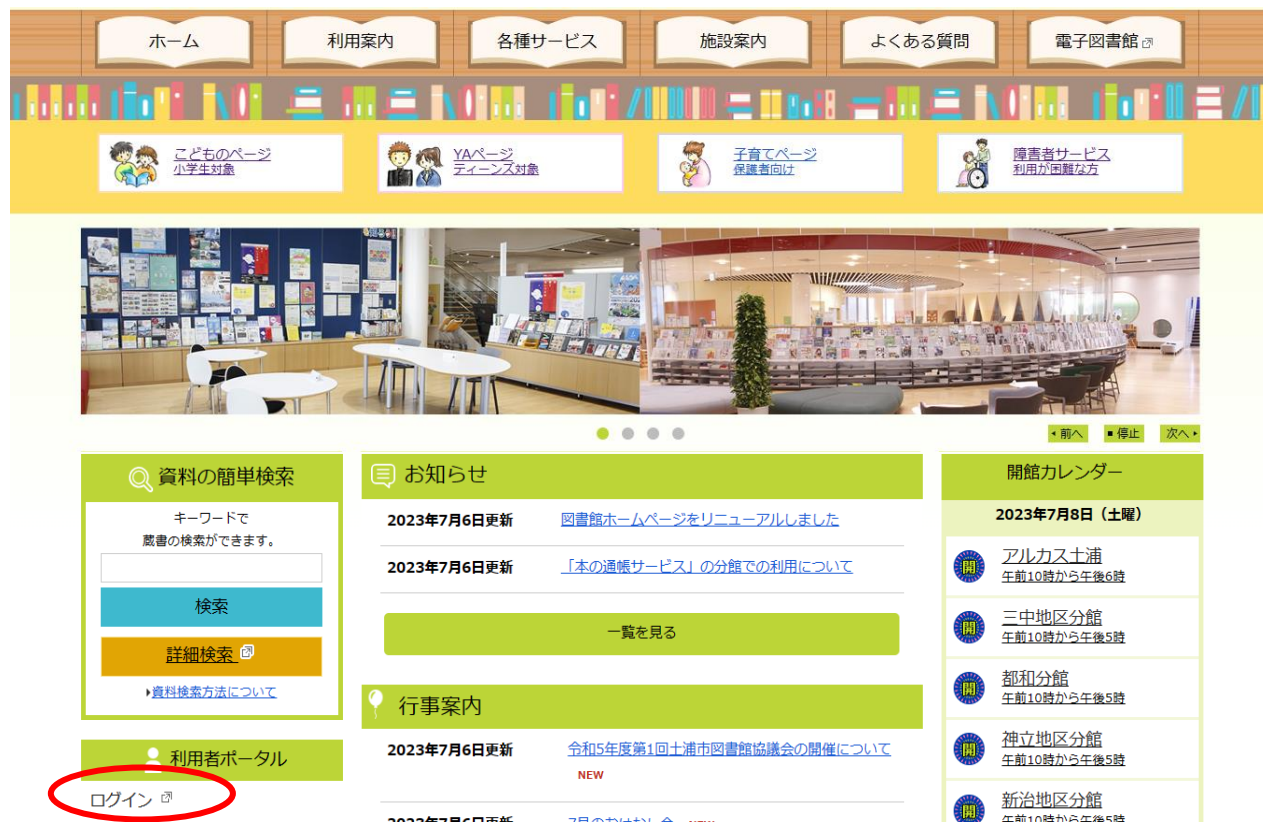 ホーム
利用案内
各種サービス
施設案内
よくある質問
電子図書館
こどものページ
小学生対象
YAページ
ティーンズ対象
子育てページ
保護者向け
障害者サービス
利用が困難な方
前へ
停止
次へ
資料の簡単検索
キーワードで
蔵書の検索ができます。
検索
詳細検索
資料検索方法について
利用者ポータル
ログイン
お知らせ
2023年7月6日更新 図書館ホームページをリニューアルしました
2023年7月6日更新 「本の通帳サービス」の分館での利用について
一覧を見る
行事案内
2023年7月6日更新 令和5年度第1回土浦市図書館協議会の開催について
NEW
開館カレンダー
2023年7月8日（土曜）
開
アルカス土浦
午前10時から午後6時
開
三中地区分館
午前10時から午後5時
開
都和分館
午前10時から午後5時
開
神立地区分館
午前10時から午後5時
開
新治地区分館
午前10時から午後5時